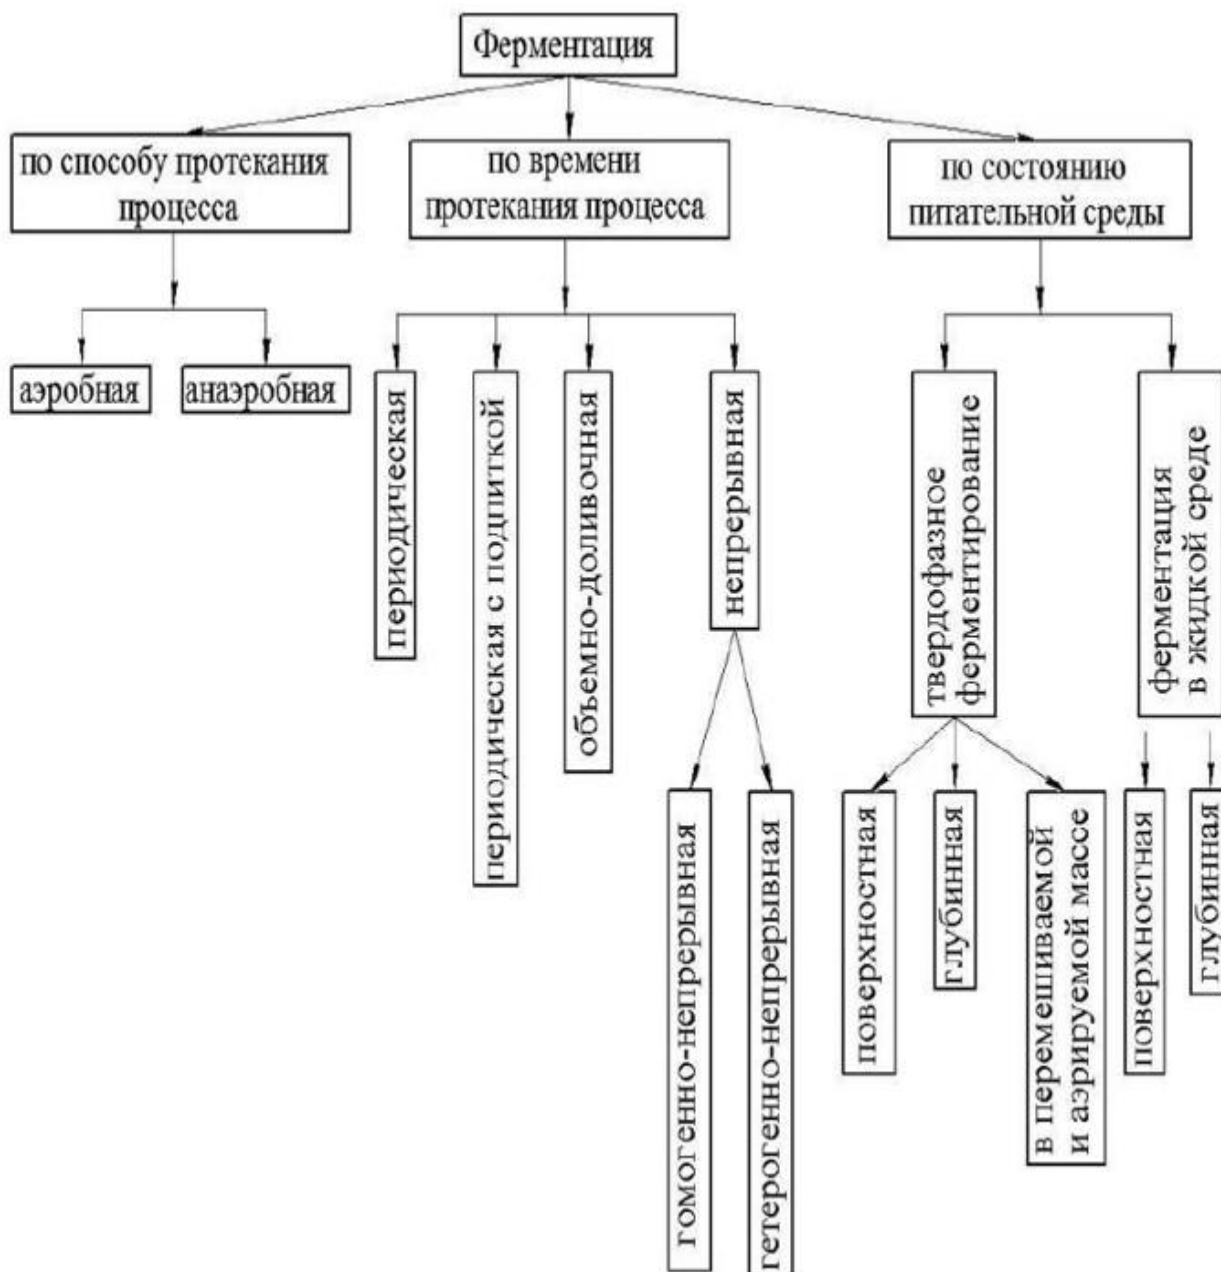 Ферментация
по способу протекания
процесса
по времени
протекания процесса
по состоянию
питательной среды
аэробная
анаэробная
периодическая
периодическая с подпиткой
объемно-доливочная
непрерывная
твердофазное
ферментирование
ферментация
в жидкой среде
гомогенно-непрерывная
гетерогенно-непрерывная
поверхностная
глубинная
в перемешиваемой
и аэрируемой массе
поверхностная
глубинная